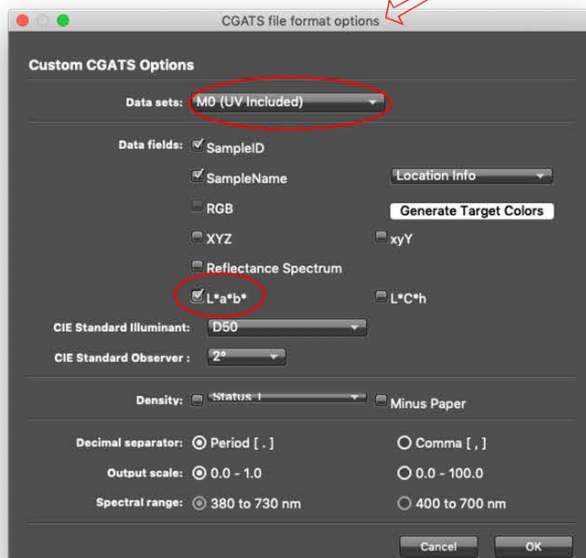 CGATS file format options
Custom CGATS Options
Data sets: M0 (UV Included)
Data fields: SampleID
SampleName Location Info
RGB Generate Target Colors
XYZ xyY
Reflectance Spectrum
L*a*b* L*C*h
CIE Standard Illuminant: D50
CIE Standard Observer : 2°
Density: Status T Minus Paper
Decimal separator: Period [ . ] Comma [ , ]
Output scale: 0.0 - 1.0 0.0 - 100.0
Spectral range: 380 to 730 nm 400 to 700 nm
Cancel OK